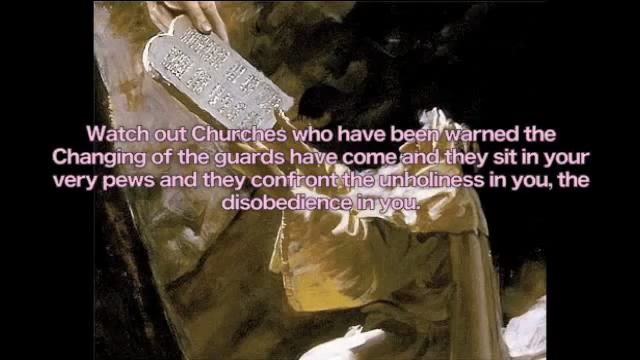 Watch out Churches who have been warned the
Changing of the guards have come and they sit in your
very pews and they confront the unholiness in you, the
disobedience in you.